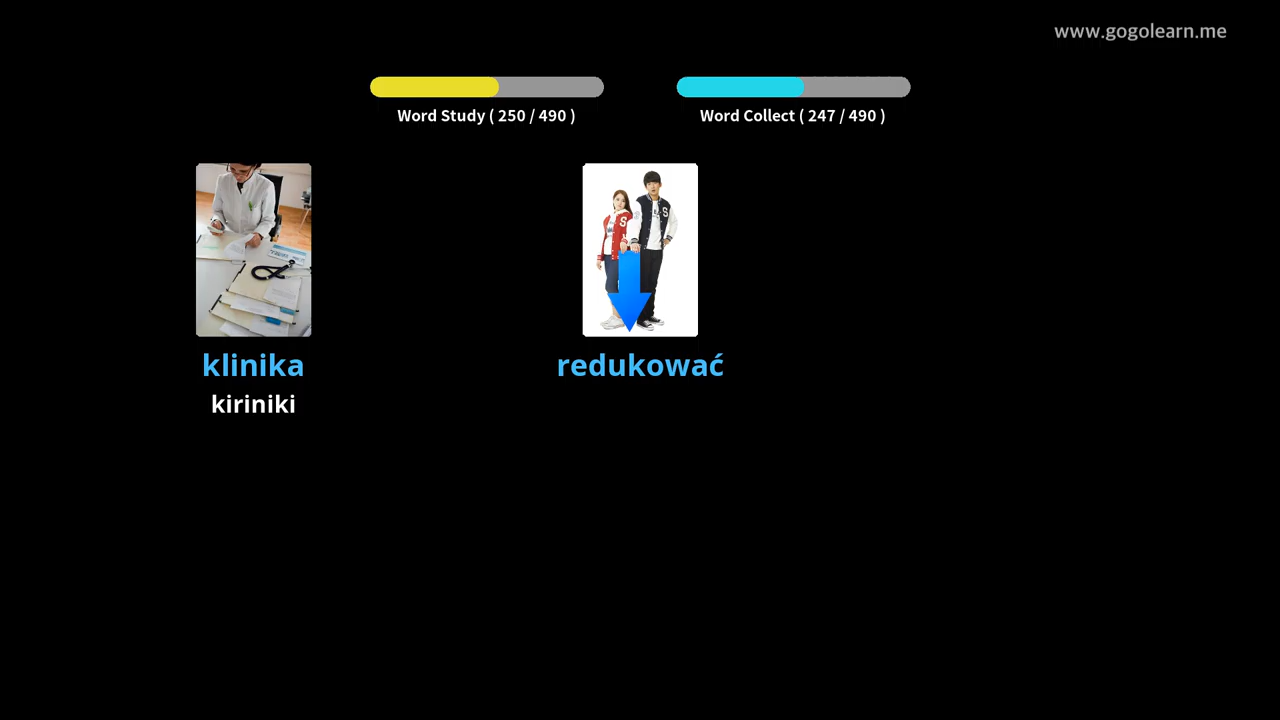 www.gogolearn.me
Word Study ( 250 / 490 )
Word Collect ( 247 / 490 )
S
S
klinika
redukować
kiriniki